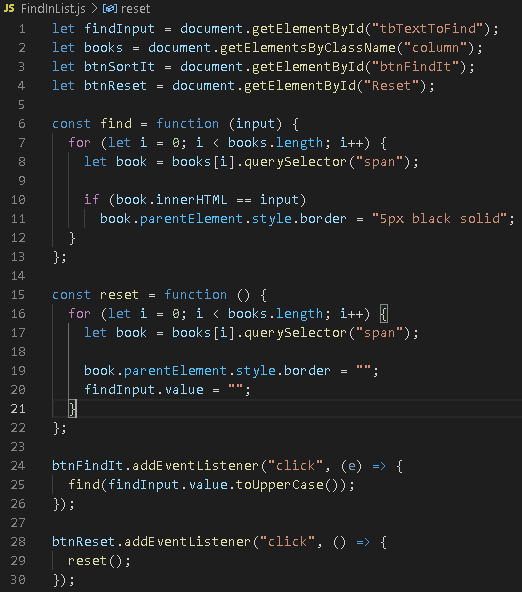 JS FindInList.js > reset
1 let findInput = document.getElementById("tbTextToFind");
2 let books = document.getElementsByClassName("column");
3 let btnSortIt = document.getElementById("btnFindIt");
4 let btnReset = document.getElementById("Reset");
5
6 const find = function (input) {
7   for (let i = 0; i < books.length; i++) {
8     let book = books[i].querySelector("span");
9
10     if (book.innerHTML == input)
11       book.parentElement.style.border = "5px black solid";
12   }
13 };
14
15 const reset = function () {
16   for (let i = 0; i < books.length; i++) {
17     let book = books[i].querySelector("span");
18
19     book.parentElement.style.border = "";
20     findInput.value = "";
21   }
22 };
23
24 btnFindIt.addEventListener("click", (e) => {
25   find(findInput.value.toUpperCase());
26 });
27
28 btnReset.addEventListener("click", () => {
29   reset();
30 });